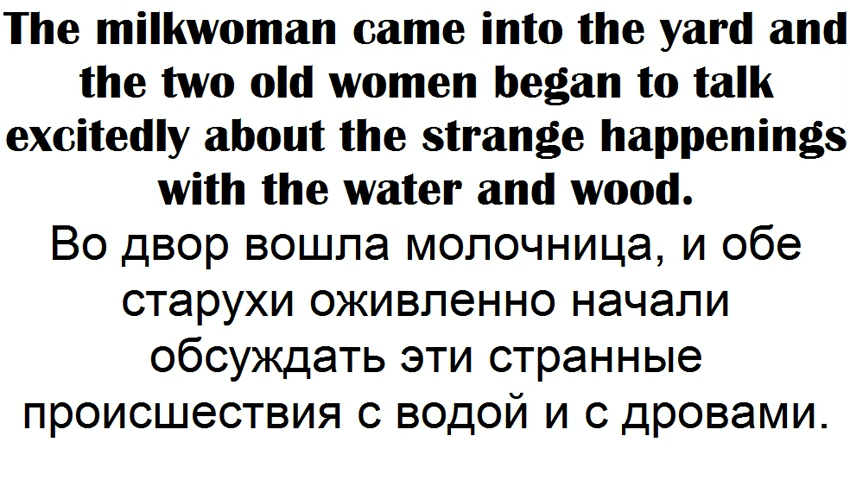 The milkwoman came into the yard and
the two old women began to talk
excitedly about the strange happenings
with the water and wood.
Во двор вошла молочница, и обе
старухи оживленно начали
обсуждать эти странные
происшествия с водой и с дровами.